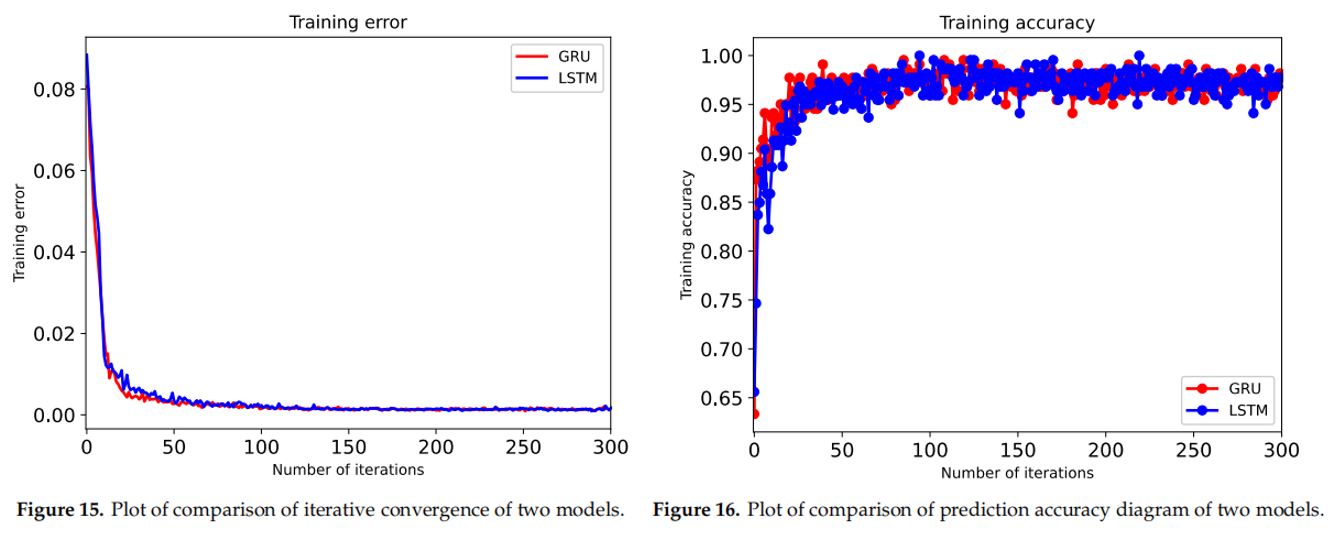 Training error
Training error
0.08
0.06
0.04
0.02
0.00
GRU
LSTM
0 50 100 150 200 250 300
Number of iterations
Figure 15. Plot of comparison of iterative convergence of two models.
Training accuracy
Training accuracy
1.00
0.95
0.90
0.85
0.80
0.75
0.70
0.65
GRU
LSTM
0 50 100 150 200 250 300
Number of iterations
Figure 16. Plot of comparison of prediction accuracy diagram of two models.